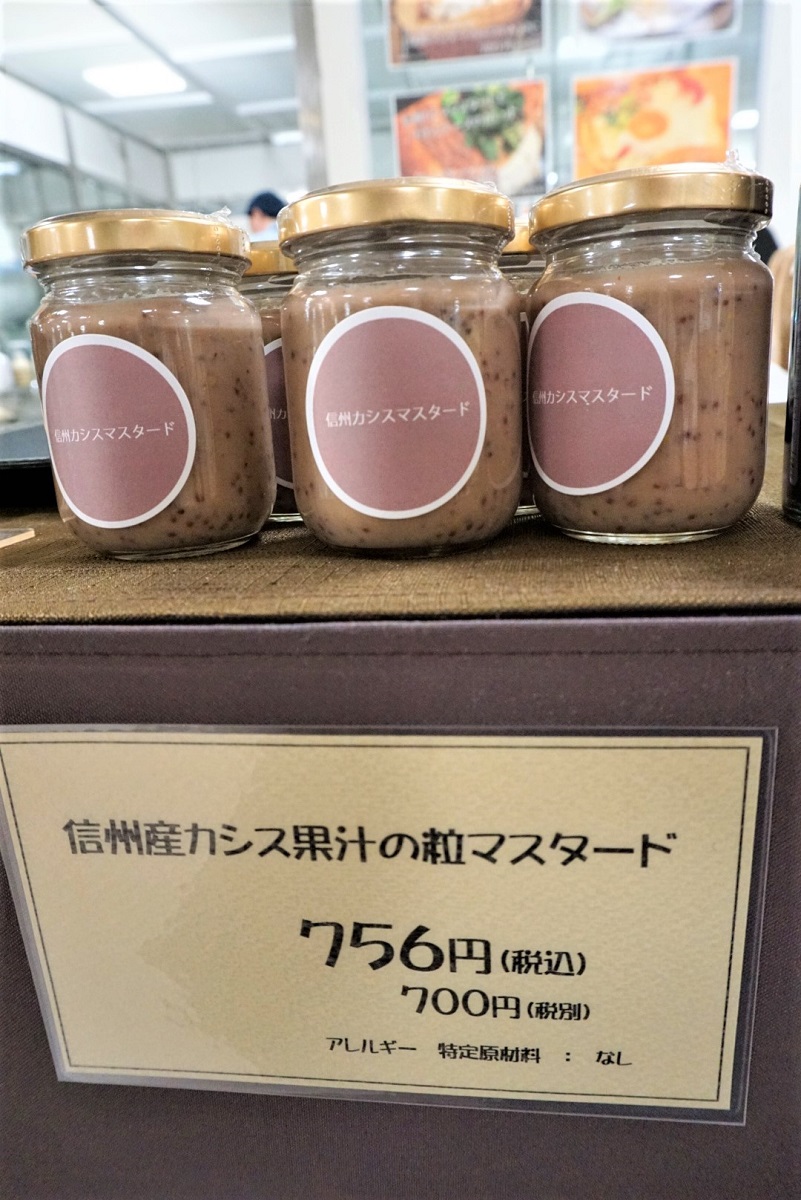 信州カシスマスタード
信州カシスマスタード
信州カシスマスタード
信州産カシス果汁の粒マスタード
756円(税込)
700円(税別)
アレルギー 特定原材料 : なし